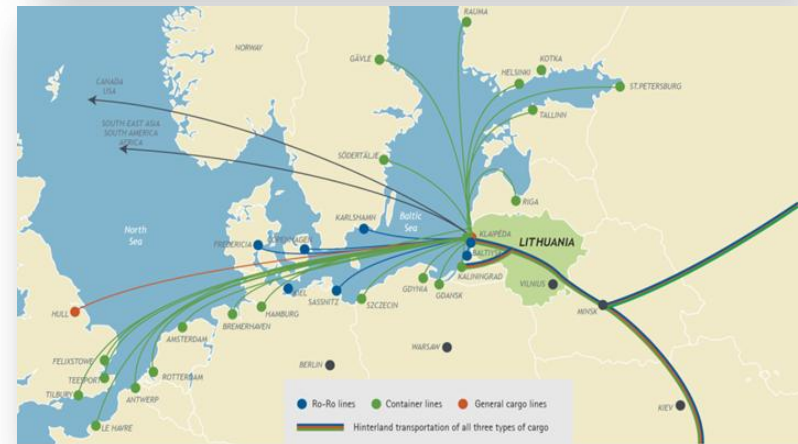 RAUMA
NORWAY
GÄVLE
KOTKA
HELSINKI
ST.PETERSBURG
CANADA
USA
TALLINN
SOUTH EAST ASIA
SOUTH AMERICA
AFRICA
SÖDERTÄLJE
RIGA
KARLSHAMN
Baltic
Sea
North
Sea
KLAIPĖDA
LITHUANIA
FREDERICIA
COPENHAGEN
BALTIYSK
KALININGRAD
GDYNIA
GDANSK
VILNIUS
KIEL
SASSNITZ
SZCZECIN
MINSK
HULL
HAMBURG
BREMERHAVEN
AMSTERDAM
WARSAW
BERLIN
FELIXSTOWE
TEESPORT
TILBURY
ROTTERDAM
ANTWERP
LE HAVRE
KIEV
Ro-Ro lines
Container lines
General cargo lines
Hinterland transportation of all three types of cargo